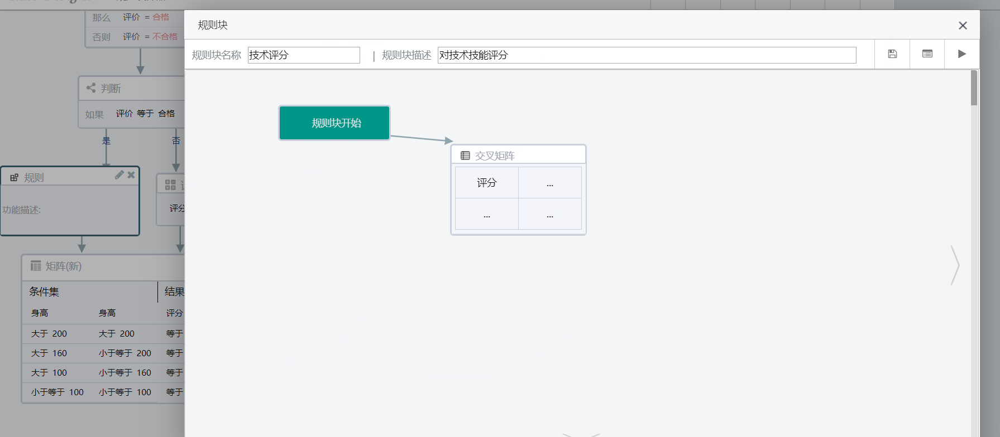 那么 评价 = 合格
否则 评价 = 不合格
判断
如果 评价 等于 合格
是 否
规则
功能描述:
评分
矩阵(新)
条件集 结果
身高 身高 评分
大于 200 大于 200 等于
大于 160 小于等于 200 等于
大于 100 小于等于 160 等于
小于等于 100 小于等于 100 等于
规则块
规则块名称 技术评分 | 规则块描述 对技术技能评分
规则块开始
交叉矩阵
评分 ...
... ...